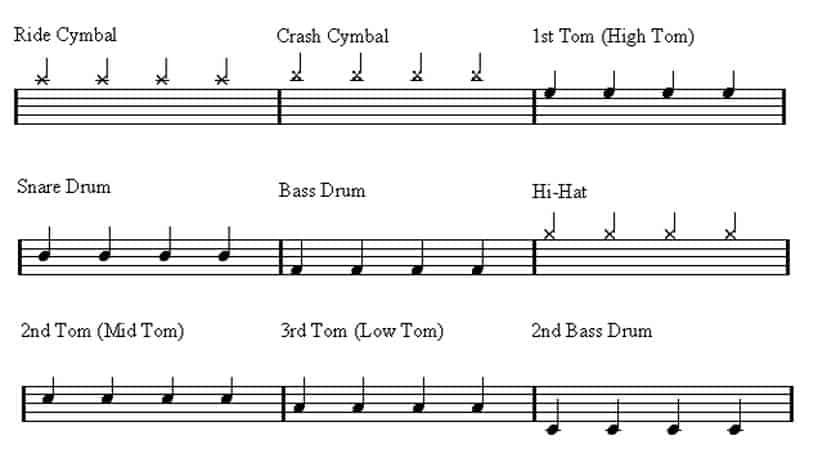 Ride Cymbal
Crash Cymbal
1st Tom (High Tom)
Snare Drum
Bass Drum
Hi-Hat
2nd Tom (Mid Tom)
3rd Tom (Low Tom)
2nd Bass Drum